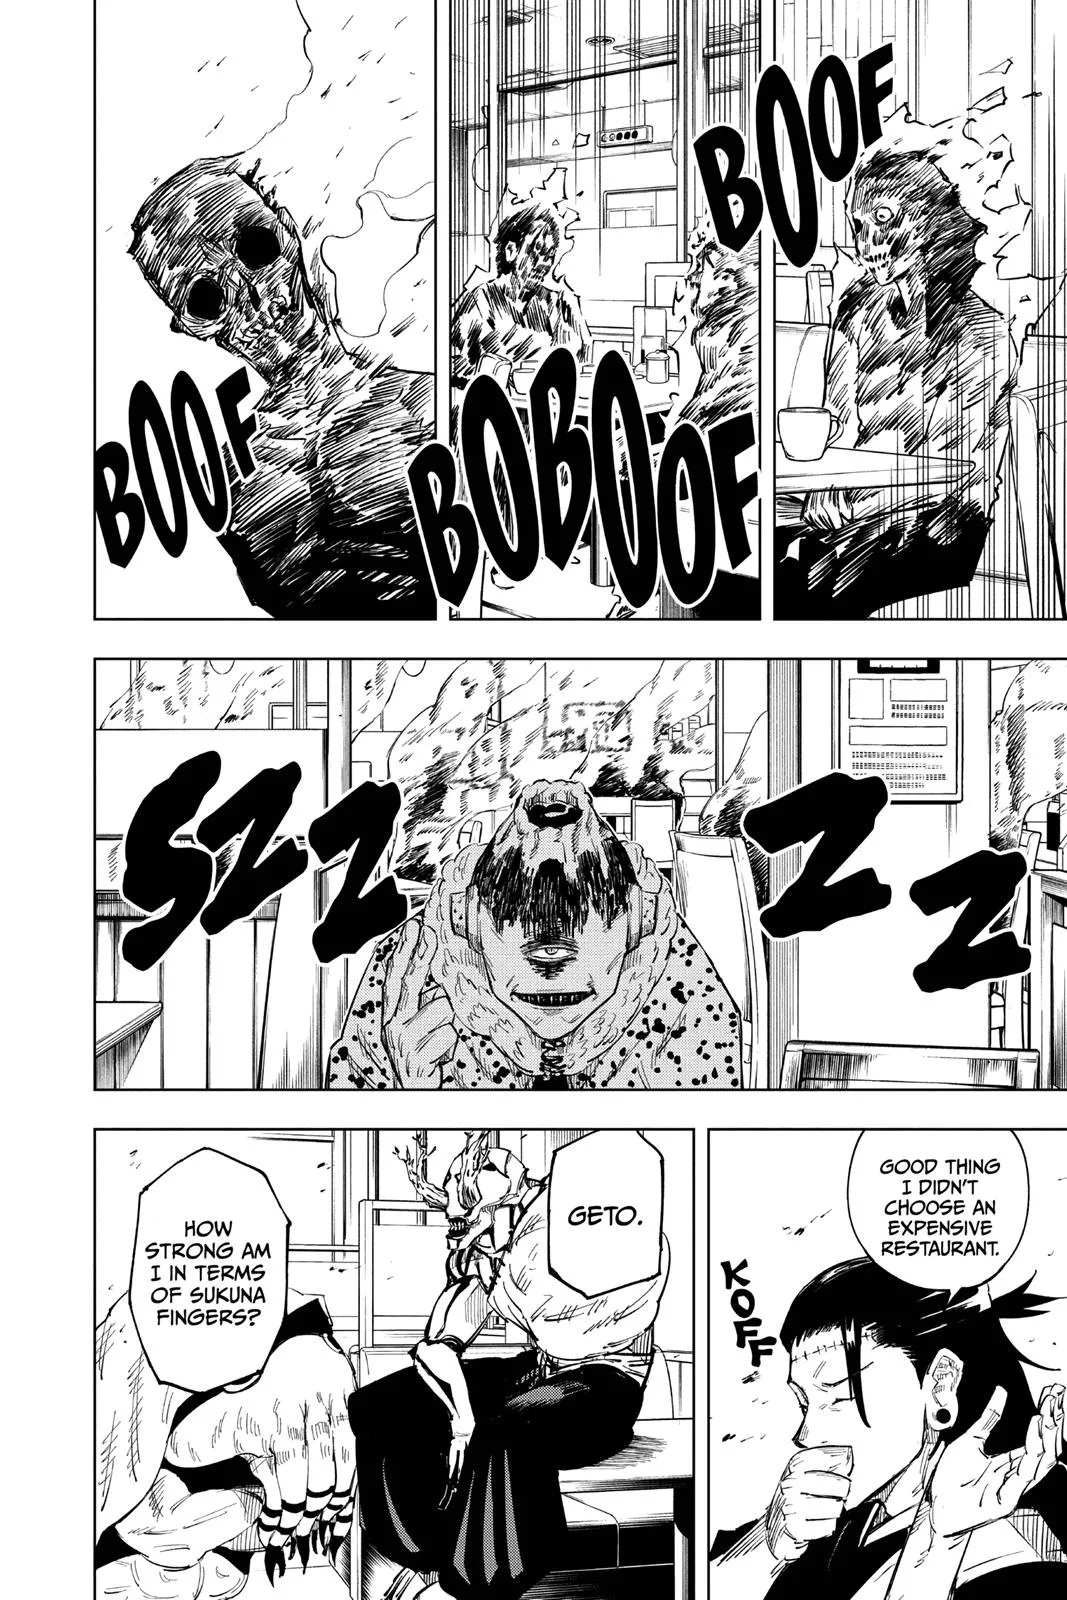 BOOF
BOBOOF
BOOF
SZZ
ZZ
GOOD THING
I DIDN'T
CHOOSE AN
EXPENSIVE
RESTAURANT.
KOFF
GETO.
HOW
STRONG AM
I IN TERMS
OF SUKUNA
FINGERS?